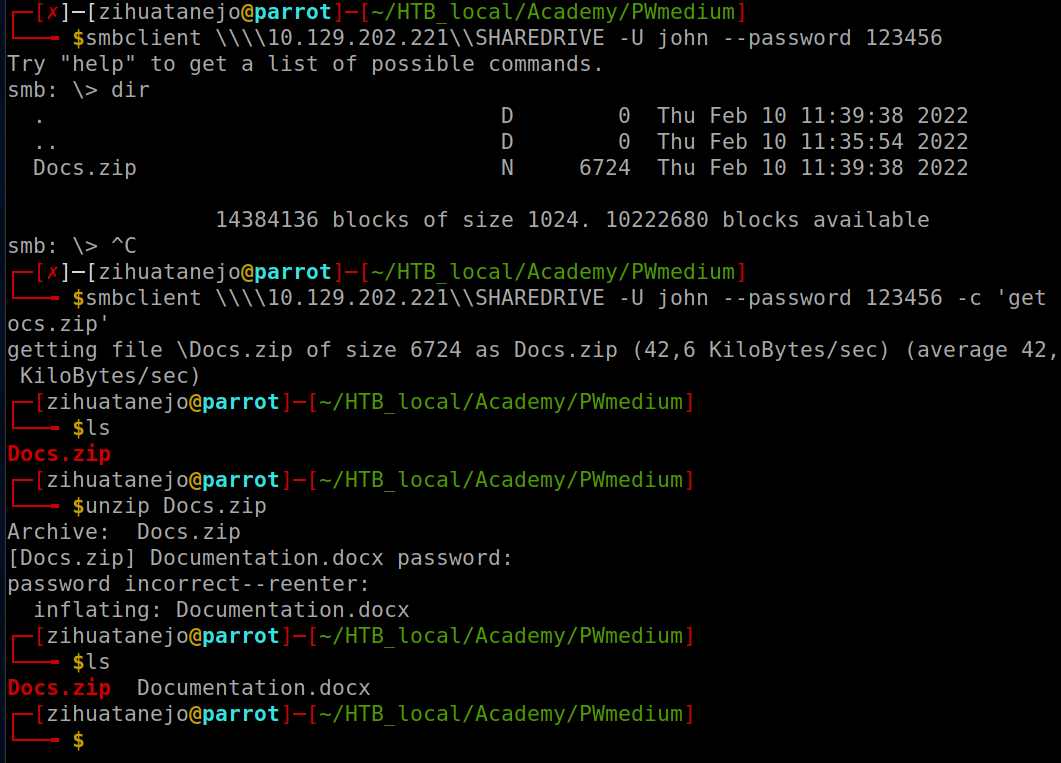 ┌─[✗]─[zihuatanejo@parrot]─[~/HTB_local/Academy/PWmedium]
└──╼ $smbclient \\\\10.129.202.221\\SHAREDRIVE -U john --password 123456
Try "help" to get a list of possible commands.
smb: \> dir
  .                                   D        0  Thu Feb 10 11:39:38 2022
  ..                                  D        0  Thu Feb 10 11:35:54 2022
  Docs.zip                            N     6724  Thu Feb 10 11:39:38 2022
                14384136 blocks of size 1024. 10222680 blocks available
smb: \> ^C
┌─[✗]─[zihuatanejo@parrot]─[~/HTB_local/Academy/PWmedium]
└──╼ $smbclient \\\\10.129.202.221\\SHAREDRIVE -U john --password 123456 -c 'get
ocs.zip'
getting file \Docs.zip of size 6724 as Docs.zip (42,6 KiloBytes/sec) (average 42,
 KiloBytes/sec)
┌─[zihuatanejo@parrot]─[~/HTB_local/Academy/PWmedium]
└──╼ $ls
Docs.zip
┌─[zihuatanejo@parrot]─[~/HTB_local/Academy/PWmedium]
└──╼ $unzip Docs.zip
Archive:  Docs.zip
[Docs.zip] Documentation.docx password:
password incorrect--reenter:
  inflating: Documentation.docx
┌─[zihuatanejo@parrot]─[~/HTB_local/Academy/PWmedium]
└──╼ $ls
Docs.zip  Documentation.docx
┌─[zihuatanejo@parrot]─[~/HTB_local/Academy/PWmedium]
└──╼ $